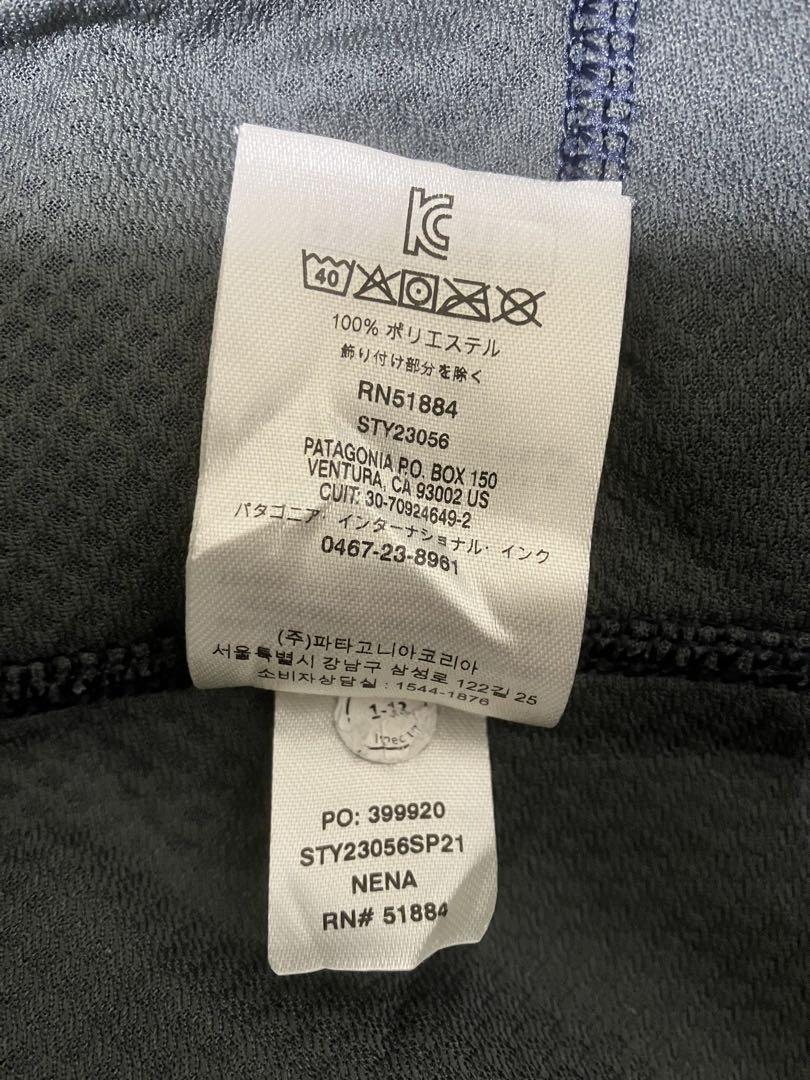 KC
40
100% ポリエステル
飾り付け部分を除く
RN51884
STY23056
PATAGONIA P.O. BOX 150
VENTURA, CA 93002 US
CUIT: 30-70924649-2
パタゴニア・インターナショナル・インク
0467-23-8961
(주)파타고니아코리아
서울특별시 강남구 삼성로 122길 25
소비자상담실 : 1544-1876
PO: 399920
STY23056SP21
NENA
RN# 51884